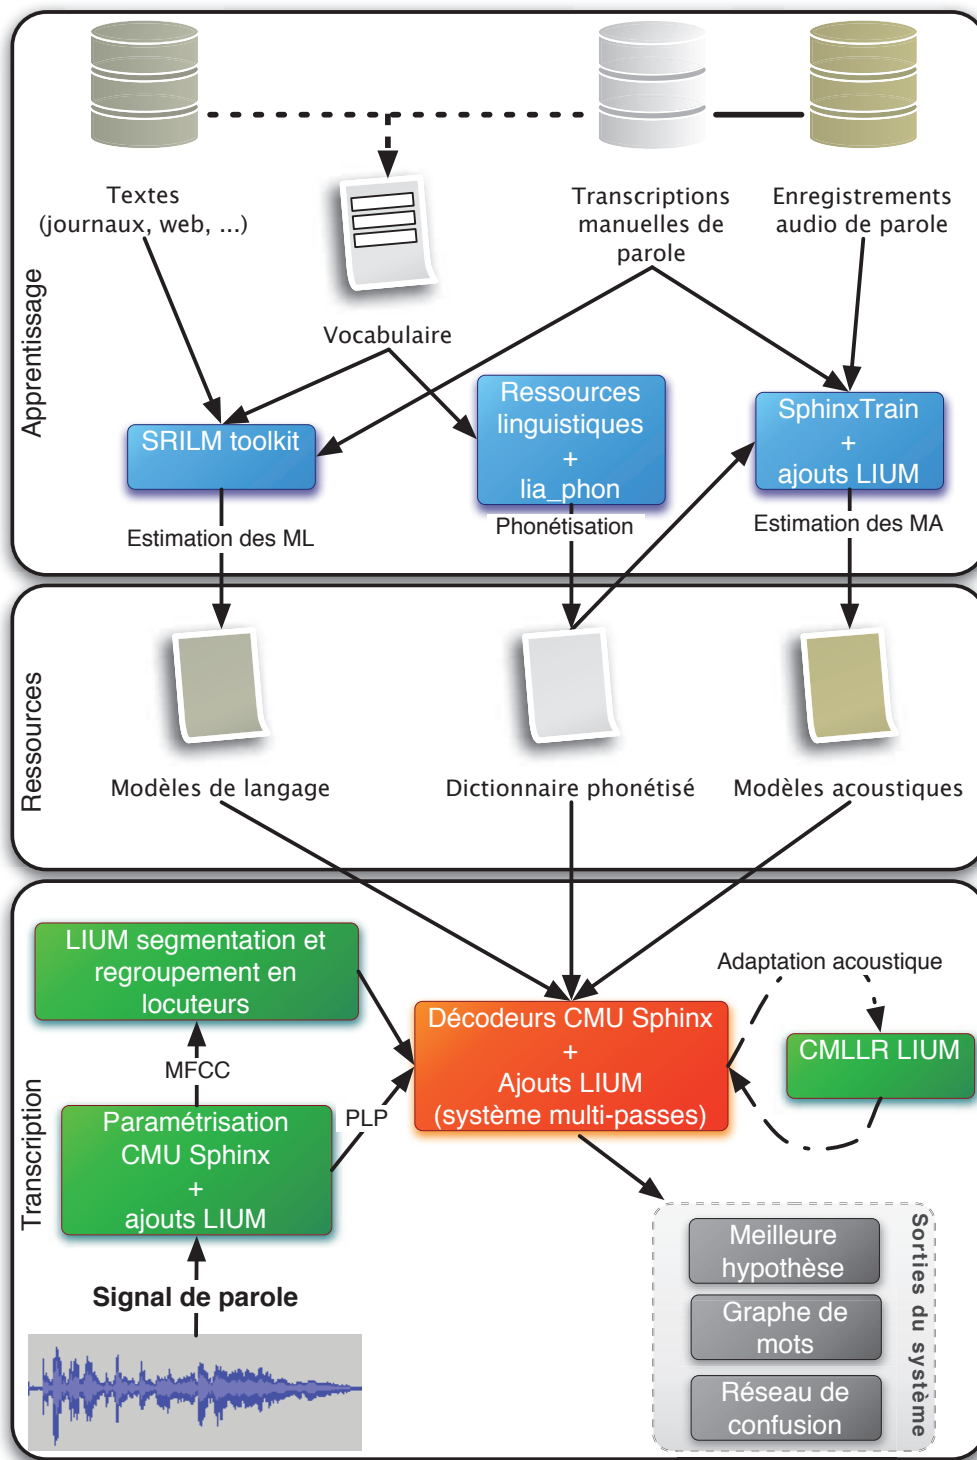 Apprentissage
Textes
(journaux, web, ...)
Transcriptions
manuelles de
parole
Enregistrements
audio de parole
Vocabulaire
SRILM toolkit
Ressources
linguistiques
+
lia_phon
SphinxTrain
+
ajouts LIUM
Estimation des ML
Phonétisation
Estimation des MA
Ressources
Modèles de langage
Dictionnaire phonétisé
Modèles acoustiques
Transcription
LIUM segmentation et
regroupement en
locuteurs
MFCC
Paramétrisation
CMU Sphinx
+
ajouts LIUM
PLP
Signal de parole
Décodeurs CMU Sphinx
+
Ajouts LIUM
(système multi-passes)
Adaptation acoustique
CMLLR LIUM
Sorties du système
Meilleure
hypothèse
Graphe de
mots
Réseau de
confusion